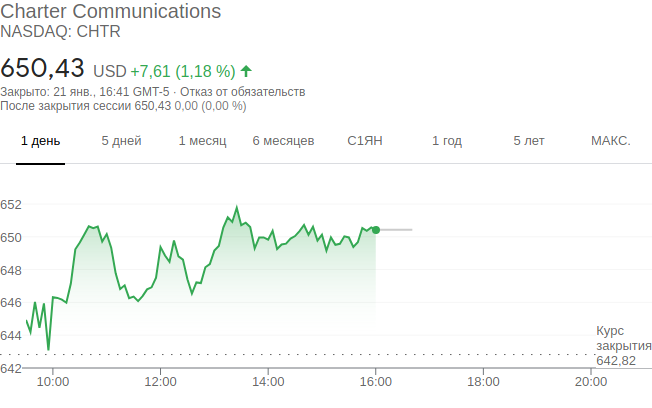 Charter Communications
NASDAQ: CHTR
650,43 USD +7,61 (1,18 %)
Закрыто: 21 янв., 16:41 GMT-5 · Отказ от обязательств
После закрытия сессии 650,43 0,00 (0,00 %)
1 день 5 дней 1 месяц 6 месяцев С1ЯН 1 год 5 лет МАКС.
652
650
648
646
644
Курс
закрытия
642,82
642
10:00 12:00 14:00 16:00 18:00 20:00